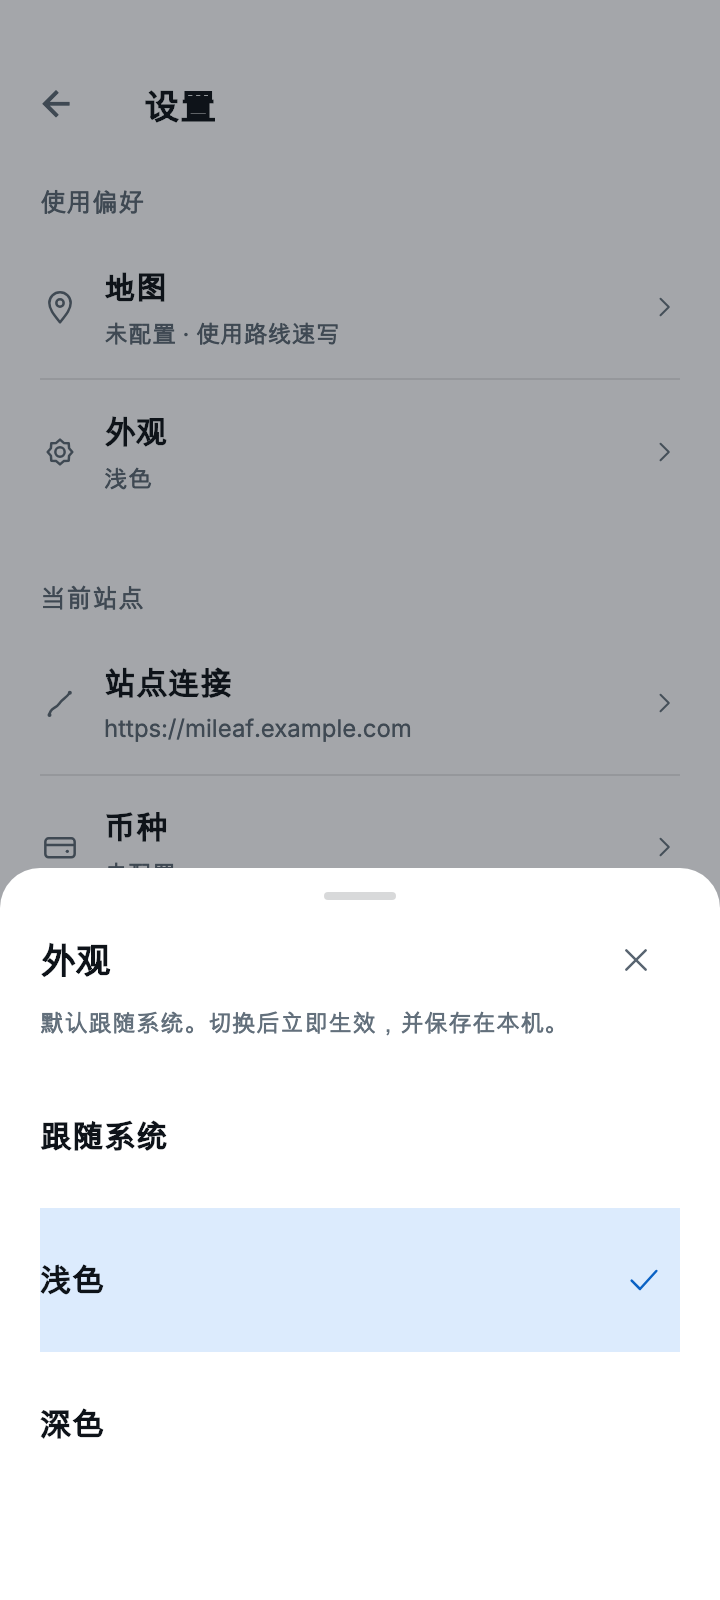 设置
使用偏好
地图
未配置 · 使用路线速写
外观
浅色
当前站点
站点连接
https://mileaf.example.com
币种
外观
默认跟随系统。切换后立即生效，并保存在本机。
跟随系统
浅色
深色